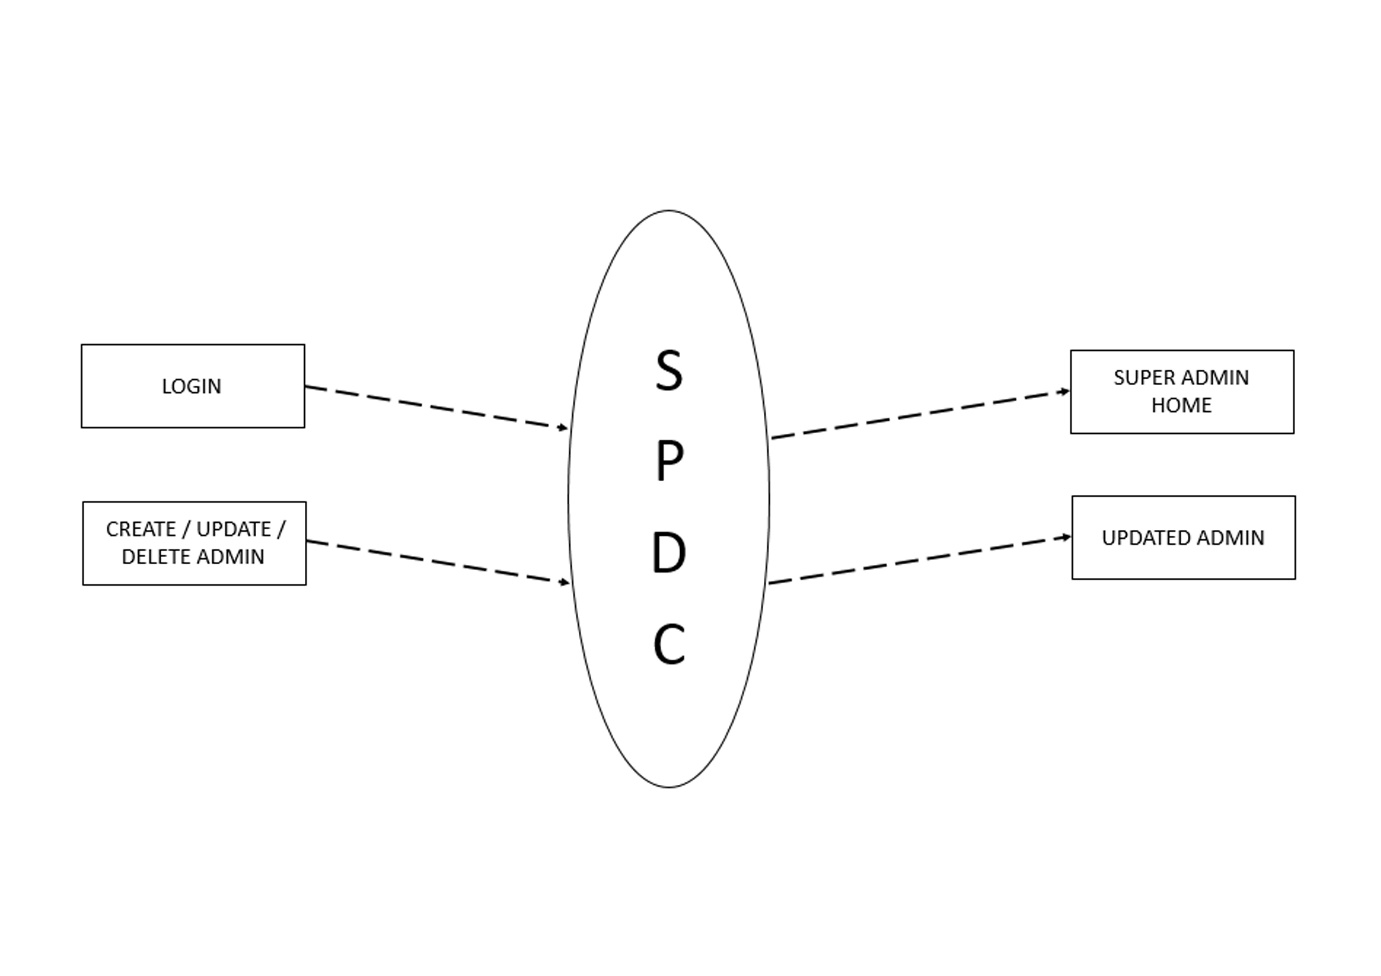 LOGIN
CREATE / UPDATE /
DELETE ADMIN
S
P
D
C
SUPER ADMIN
HOME
UPDATED ADMIN